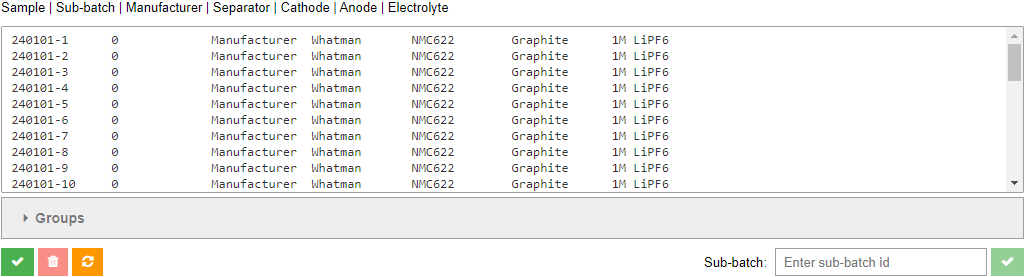 Sample | Sub-batch | Manufacturer | Separator | Cathode | Anode | Electrolyte
240101-1 0 Manufacturer Whatman NMC622 Graphite 1M LiPF6
240101-2 0 Manufacturer Whatman NMC622 Graphite 1M LiPF6
240101-3 0 Manufacturer Whatman NMC622 Graphite 1M LiPF6
240101-4 0 Manufacturer Whatman NMC622 Graphite 1M LiPF6
240101-5 0 Manufacturer Whatman NMC622 Graphite 1M LiPF6
240101-6 0 Manufacturer Whatman NMC622 Graphite 1M LiPF6
240101-7 0 Manufacturer Whatman NMC622 Graphite 1M LiPF6
240101-8 0 Manufacturer Whatman NMC622 Graphite 1M LiPF6
240101-9 0 Manufacturer Whatman NMC622 Graphite 1M LiPF6
240101-10 0 Manufacturer Whatman NMC622 Graphite 1M LiPF6
Groups
Sub-batch: Enter sub-batch id